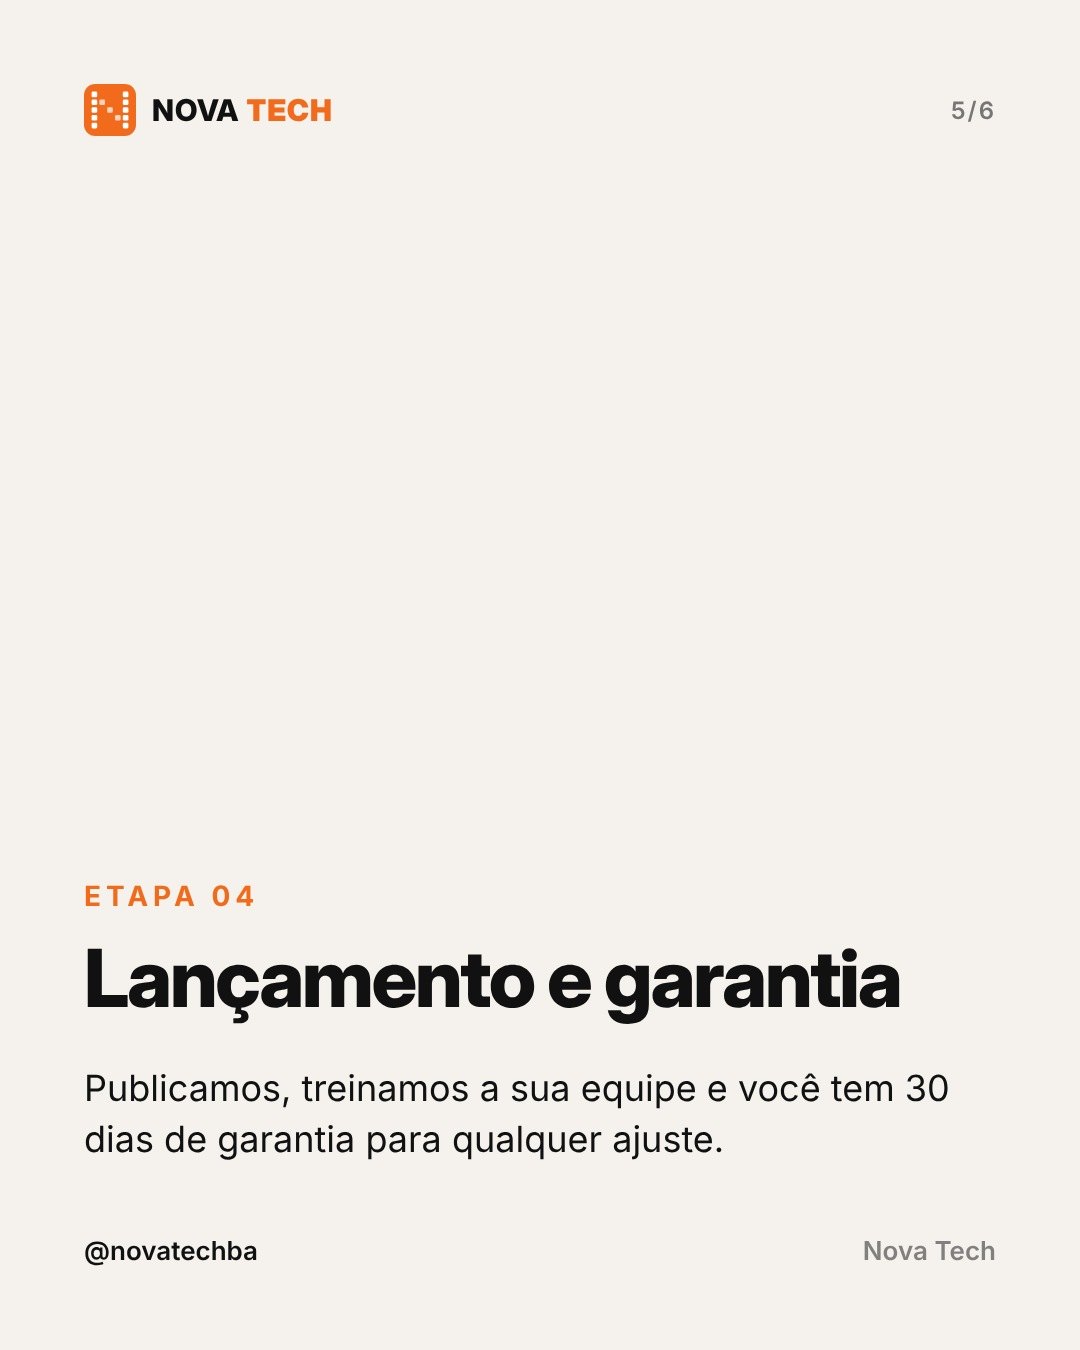 NOVA TECH
5/6
ETAPA 04
Lançamento e garantia
Publicamos, treinamos a sua equipe e você tem 30
dias de garantia para qualquer ajuste.
@novatechba
Nova Tech